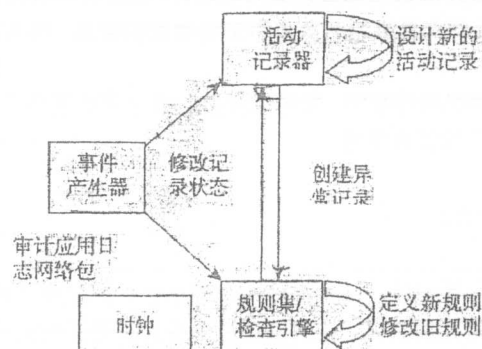 活动
记录器
设计新的
活动记录
事件
产生器
修改记
录状态
创建异
常记录
审计应用日
志网络包
时钟
规则集/
检查引擎
定义新规则
修改旧规则